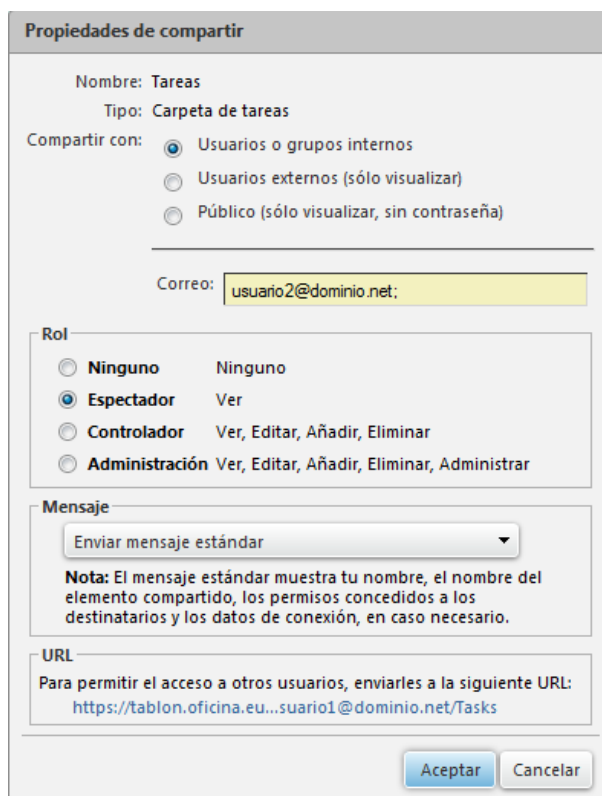 Propiedades de compartir
Nombre: Tareas
Tipo: Carpeta de tareas
Compartir con: Usuarios o grupos internos
Usuarios externos (sólo visualizar)
Público (sólo visualizar, sin contraseña)
Correo: usuario2@dominio.net;
Rol
Ninguno Ninguno
Espectador Ver
Controlador Ver, Editar, Añadir, Eliminar
Administración Ver, Editar, Añadir, Eliminar, Administrar
Mensaje
Enviar mensaje estándar
Nota: El mensaje estándar muestra tu nombre, el nombre del
elemento compartido, los permisos concedidos a los
destinatarios y los datos de conexión, en caso necesario.
URL
Para permitir el acceso a otros usuarios, enviarles a la siguiente URL:
https://tablon.oficina.eu...suario1@dominio.net/Tasks
Aceptar Cancelar